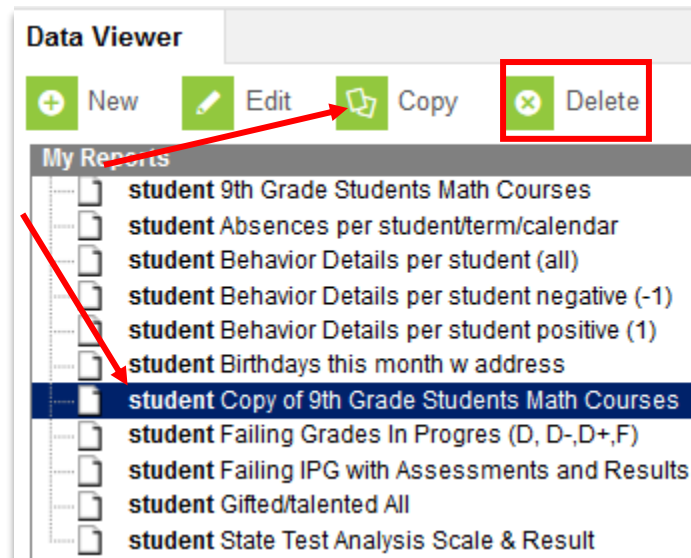 Data Viewer
New Edit Copy Delete
My Reports
student 9th Grade Students Math Courses
student Absences per student/term/calendar
student Behavior Details per student (all)
student Behavior Details per student negative (-1)
student Behavior Details per student positive (1)
student Birthdays this month w address
student Copy of 9th Grade Students Math Courses
student Failing Grades In Progres (D, D-,D+,F)
student Failing IPG with Assessments and Results
student Gifted/talented All
student State Test Analysis Scale & Result